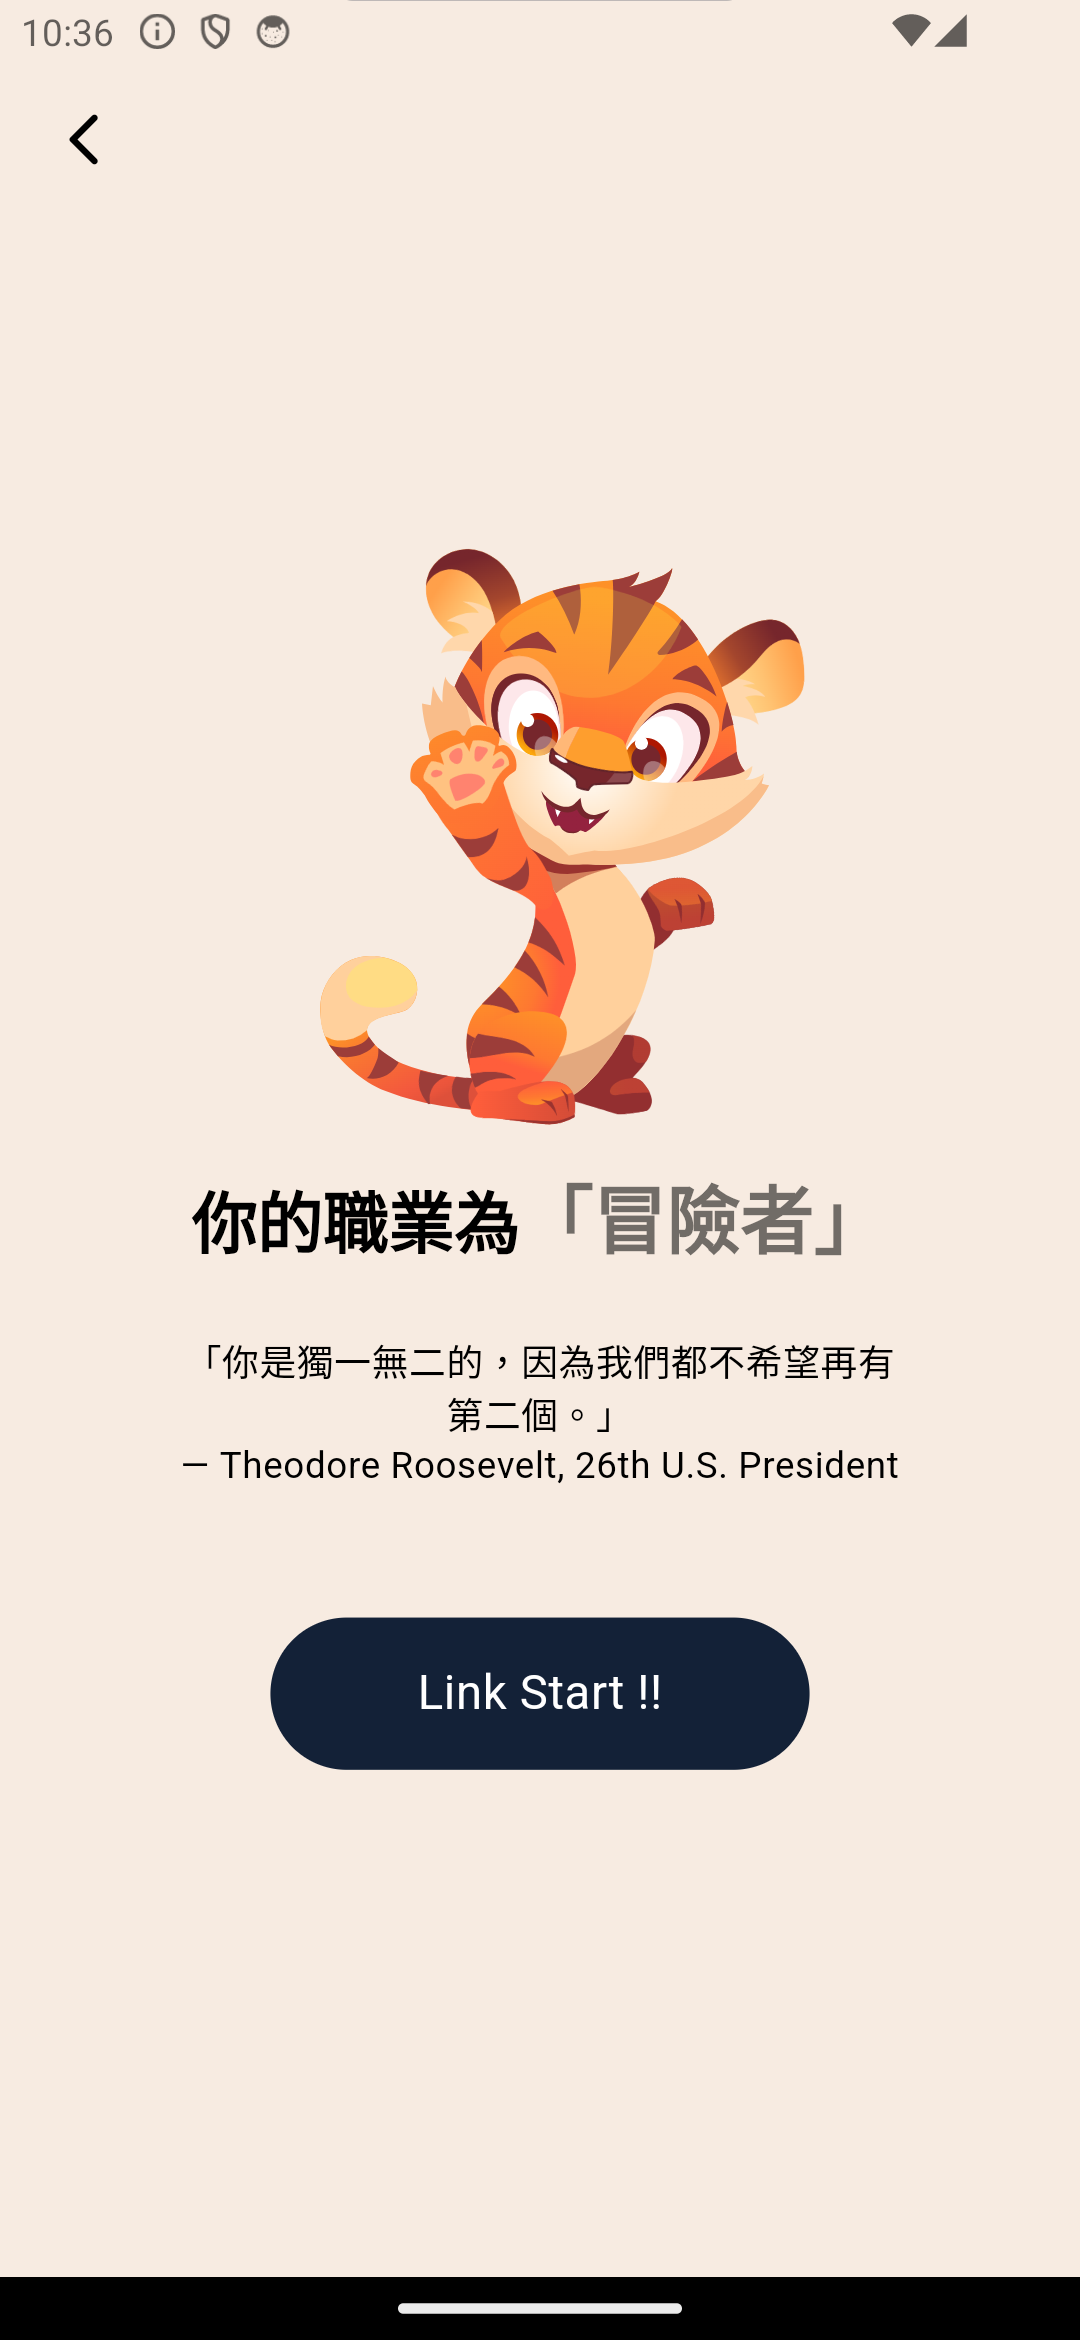 10:36
你的職業為「冒險者」
「你是獨一無二的，因為我們都不希望再有
第二個。」
— Theodore Roosevelt, 26th U.S. President
Link Start !!